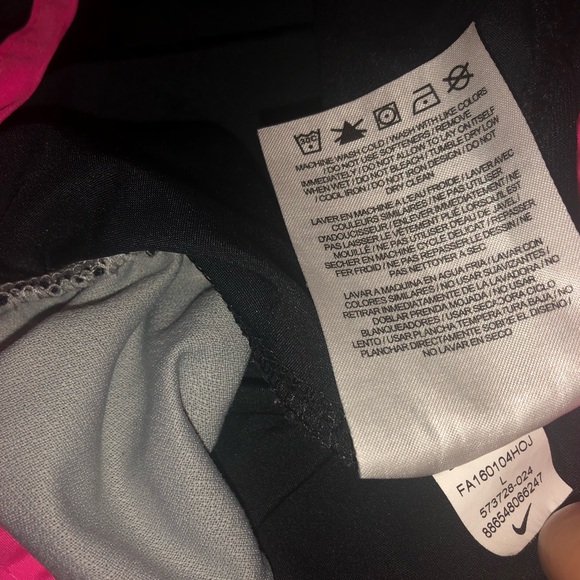 30C
MACHINE WASH COLD / WASH WITH LIKE COLORS
/ DO NOT USE SOFTENERS / REMOVE
IMMEDIATELY / DO NOT ALLOW TO LAY ON ITSELF
WHEN WET / DO NOT BLEACH / TUMBLE DRY LOW
/ COOL IRON / DO NOT IRON DESIGN / DO NOT
DRY CLEAN
LAVER EN MACHINE A L'EAU FROIDE / LAVER AVEC
COULEURS SIMILAIRES / NE PAS UTILISER
D'ADOUCISSEUR / ENLEVER IMMEDIATEMENT / NE
PAS LAISSER LE VÊTEMENT PLIÉ LORSQU'IL EST
MOUILLÉ / NE PAS UTILISER D'EAU DE JAVEL /
SECHER EN MACHINE CYCLE DELICAT / REPASSER
FER FROID / NE PAS REPASSER LE DESSIN / NE
PAS NETTOYER A SEC
LAVAR A MAQUINA EN AGUA FRIA / LAVAR CON
COLORES SIMILARES / NO USAR SUAVIZANTES /
RETIRAR INMEDIATAMENTE DE LA LAVADORA / NO
DOBLAR PRENDA MOJADA / NO USAR
BLANQUEADORES / USAR SECADORA CICLO
LENTO / USAR PLANCHA TEMPERATURA BAJA / NO
PLANCHAR DIRECTAMENTE SOBRE EL DISEÑO /
NO LAVAR EN SECO
FA160104HOJ
L
573728-024
886548066247